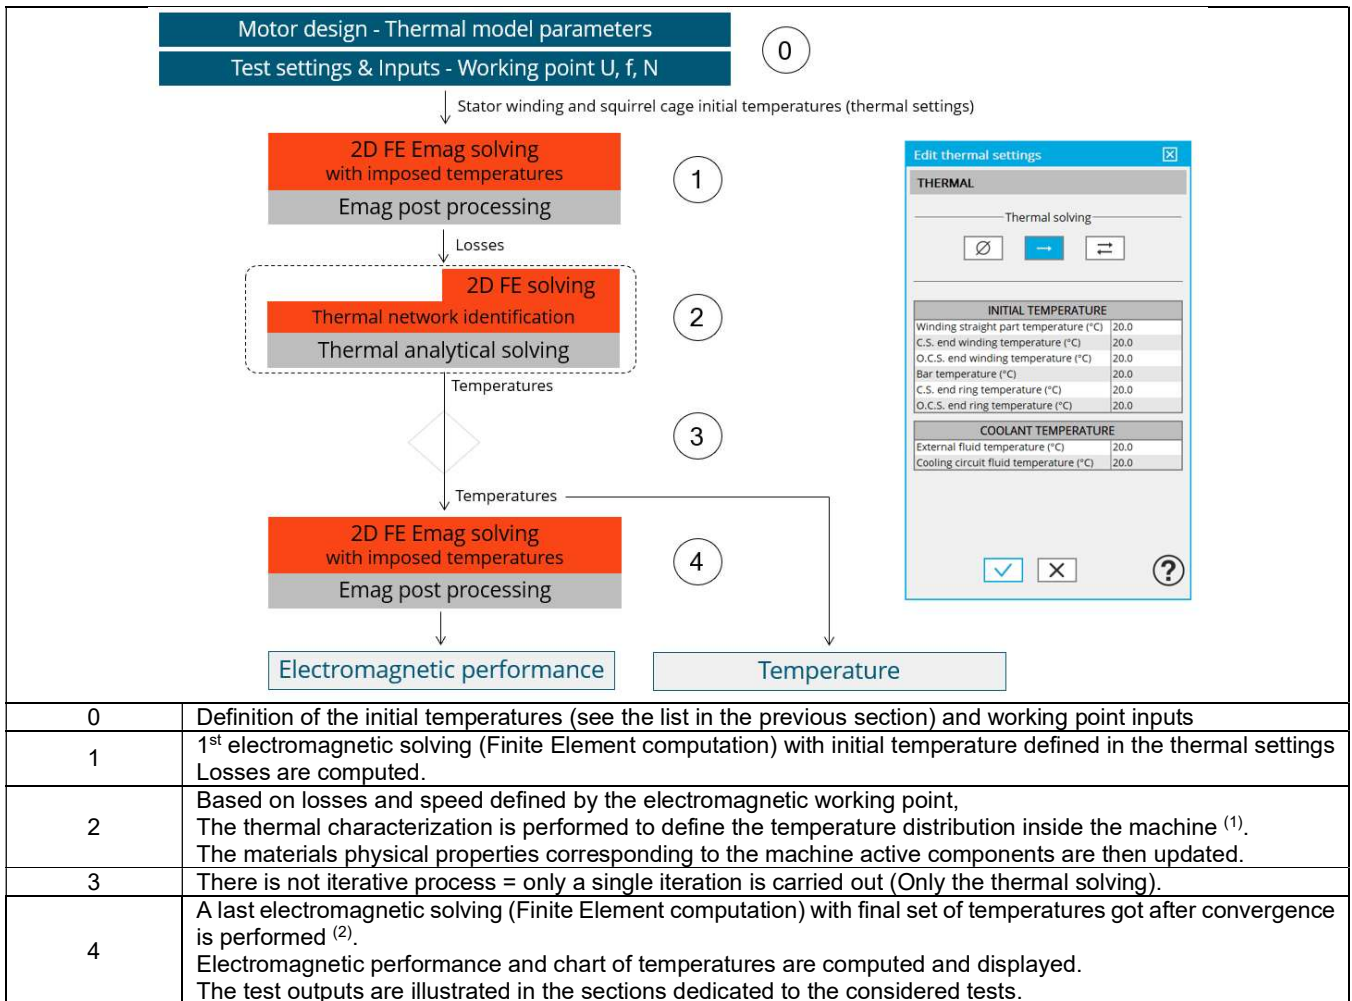 Motor design - Thermal model parameters
Test settings & Inputs - Working point U, f, N
0
Stator winding and squirrel cage initial temperatures (thermal settings)
2D FE Emag solving
with imposed temperatures
Emag post processing
1
Losses
2D FE solving
Thermal network identification
Thermal analytical solving
2
Temperatures
3
Temperatures
2D FE Emag solving
with imposed temperatures
Emag post processing
4
Electromagnetic performance
Temperature
Edit thermal settings
THERMAL
Thermal solving
INITIAL TEMPERATURE
Winding straight part temperature (°C) 20.0
C.S. end winding temperature (°C) 20.0
O.C.S. end winding temperature (°C) 20.0
Bar temperature (°C) 20.0
C.S. end ring temperature (°C) 20.0
O.C.S. end ring temperature (°C) 20.0
COOLANT TEMPERATURE
External fluid temperature (°C) 20.0
Cooling circuit fluid temperature (°C) 20.0
?
0 Definition of the initial temperatures (see the list in the previous section) and working point inputs
1 1st electromagnetic solving (Finite Element computation) with initial temperature defined in the thermal settings
Losses are computed.
2 Based on losses and speed defined by the electromagnetic working point,
The thermal characterization is performed to define the temperature distribution inside the machine (1).
The materials physical properties corresponding to the machine active components are then updated.
3 There is not iterative process = only a single iteration is carried out (Only the thermal solving).
4 A last electromagnetic solving (Finite Element computation) with final set of temperatures got after convergence
is performed (2).
Electromagnetic performance and chart of temperatures are computed and displayed.
The test outputs are illustrated in the sections dedicated to the considered tests.